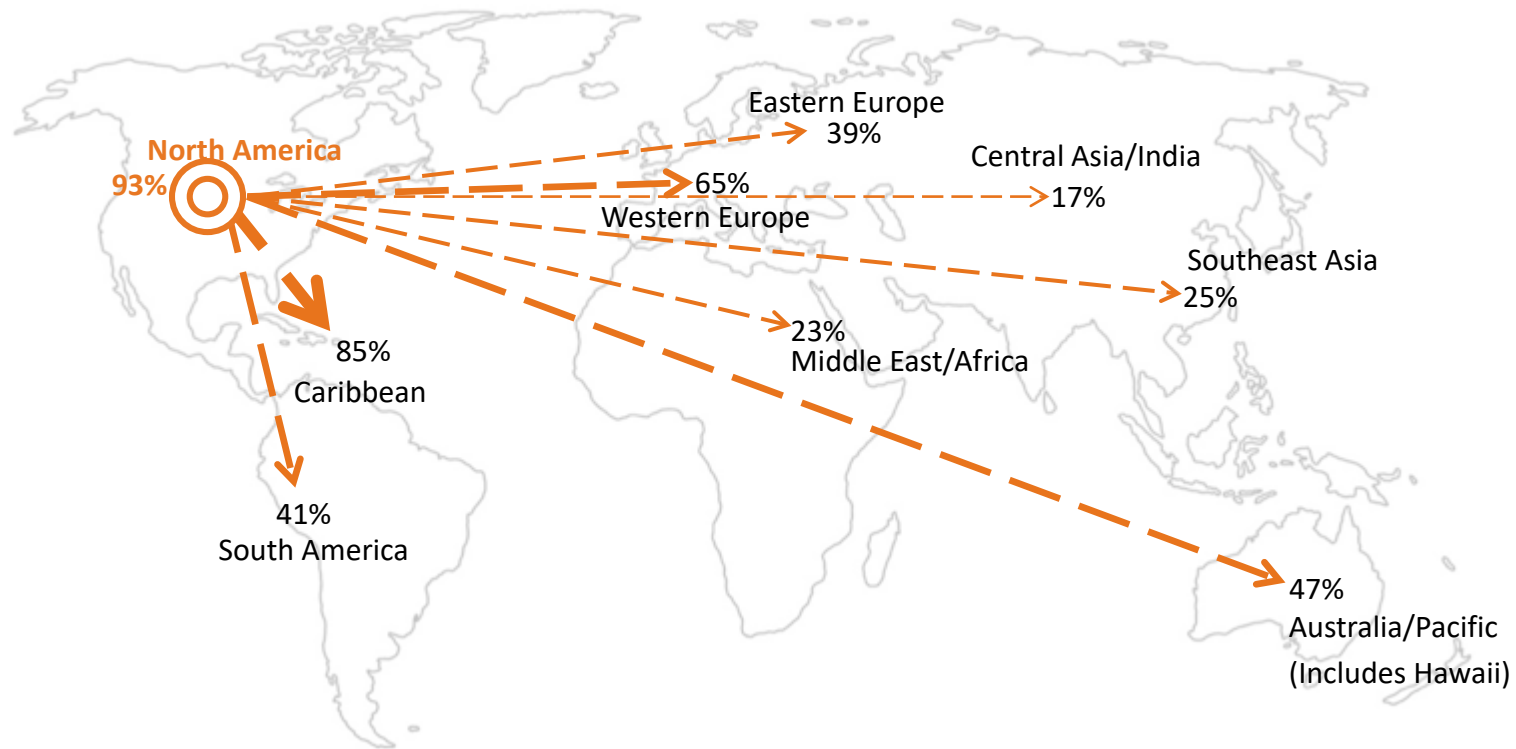 Eastern Europe
39%
North America
93%
Central Asia/India
17%
65%
Western Europe
Southeast Asia
25%
23%
Middle East/Africa
85%
Caribbean
41%
South America
47%
Australia/Pacific
(Includes Hawaii)